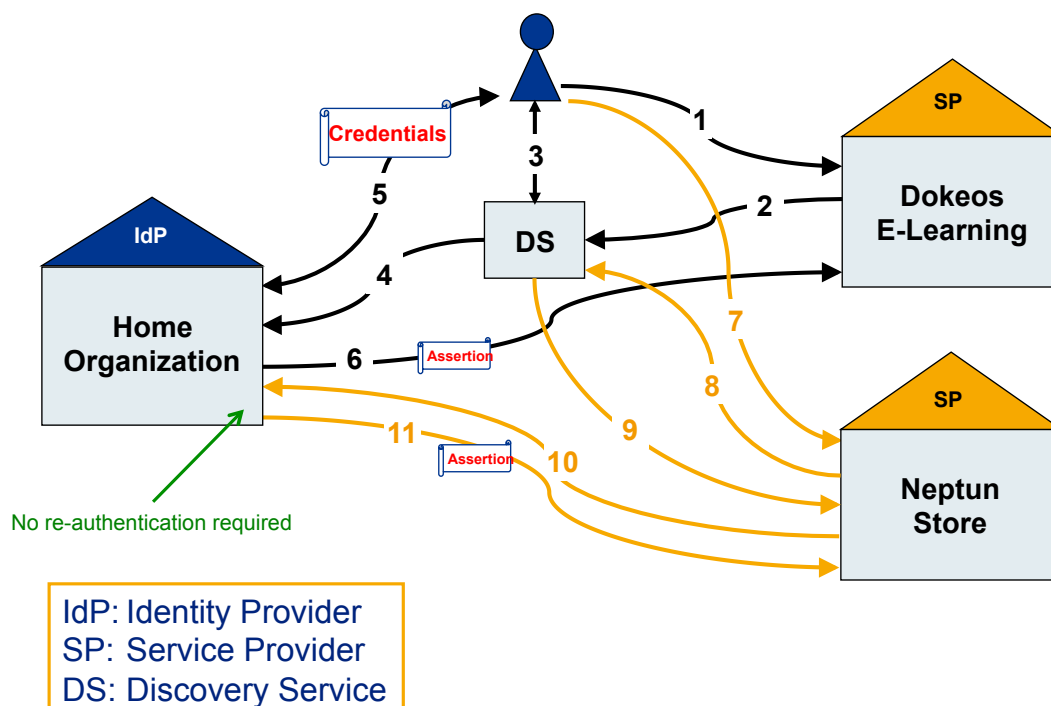 SP
1
Credentials
3
Dokeos
E-Learning
5
2
IdP
DS
4
Home
Organization
7
6
Assertion
8
SP
9
11
10
Assertion
Neptun
Store
No re-authentication required
IdP: Identity Provider
SP: Service Provider
DS: Discovery Service